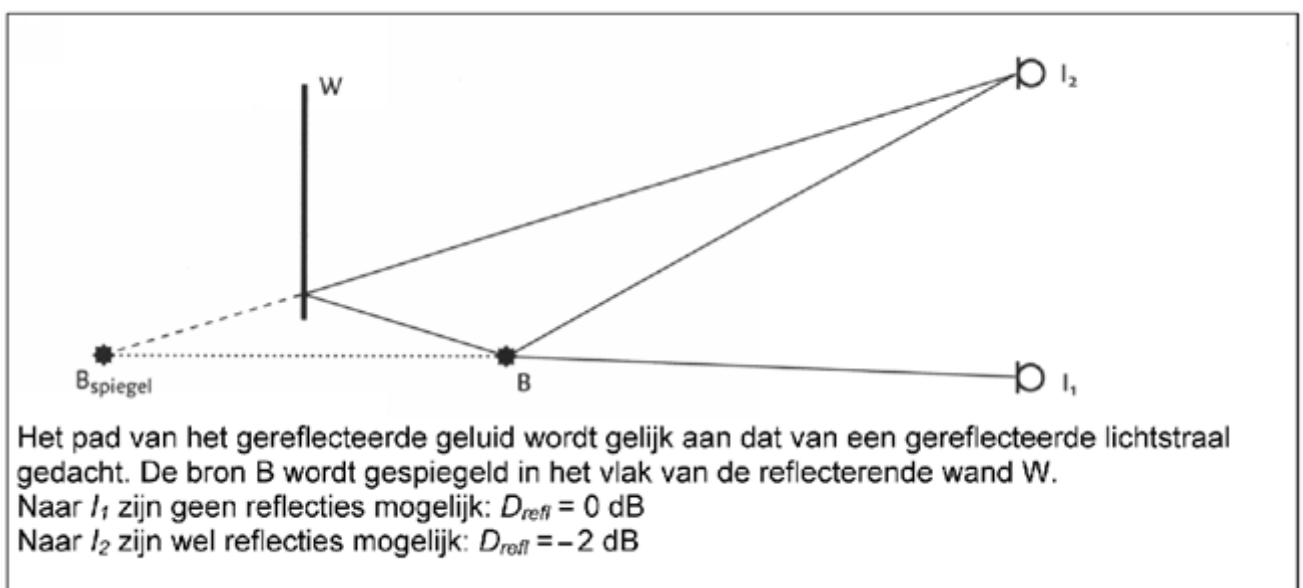 W
I₂
Bspiegel
B
I₁
Het pad van het gereflecteerde geluid wordt gelijk aan dat van een gereflecteerde lichtstraal
gedacht. De bron B wordt gespiegeld in het vlak van de reflecterende wand W.
Naar I₁ zijn geen reflecties mogelijk: Drefl = 0 dB
Naar I₂ zijn wel reflecties mogelijk: Drefl = – 2 dB